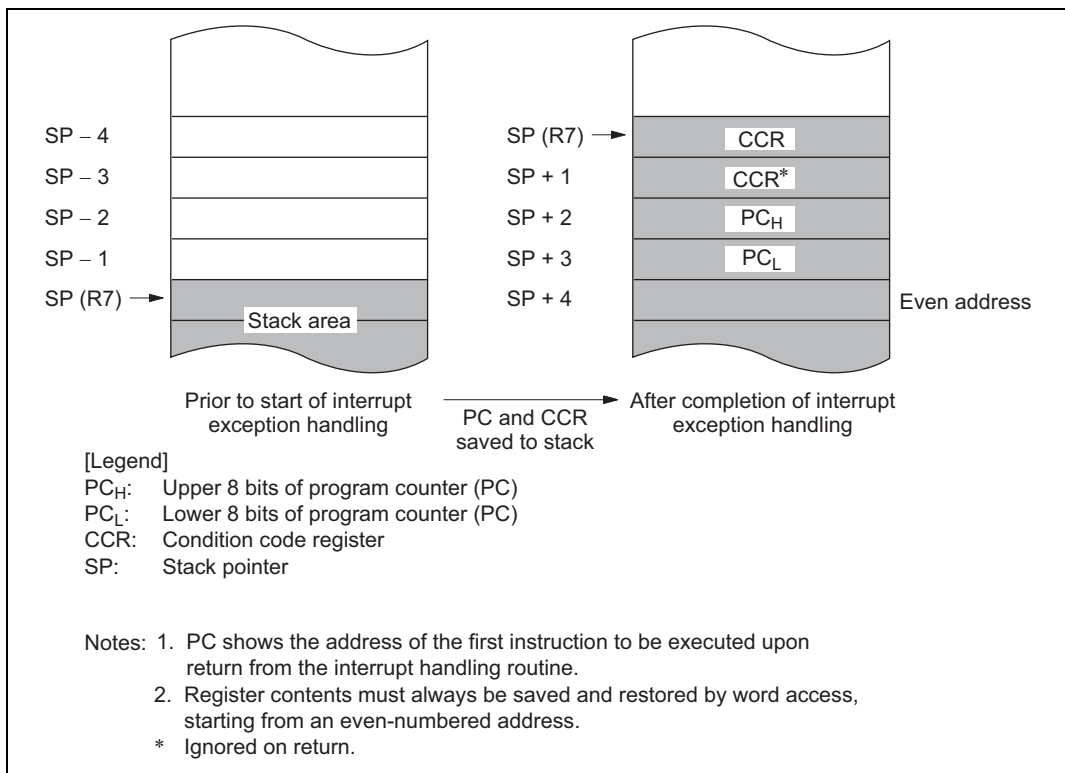 SP – 4
SP – 3
SP – 2
SP – 1
SP (R7)
Stack area
SP (R7)
SP + 1
SP + 2
SP + 3
SP + 4
CCR
CCR*
PCH
PCL
Even address
Prior to start of interrupt
exception handling
PC and CCR
saved to stack
After completion of interrupt
exception handling
[Legend]
PCH: Upper 8 bits of program counter (PC)
PCL: Lower 8 bits of program counter (PC)
CCR: Condition code register
SP: Stack pointer
Notes: 1. PC shows the address of the first instruction to be executed upon
return from the interrupt handling routine.
2. Register contents must always be saved and restored by word access,
starting from an even-numbered address.
* Ignored on return.